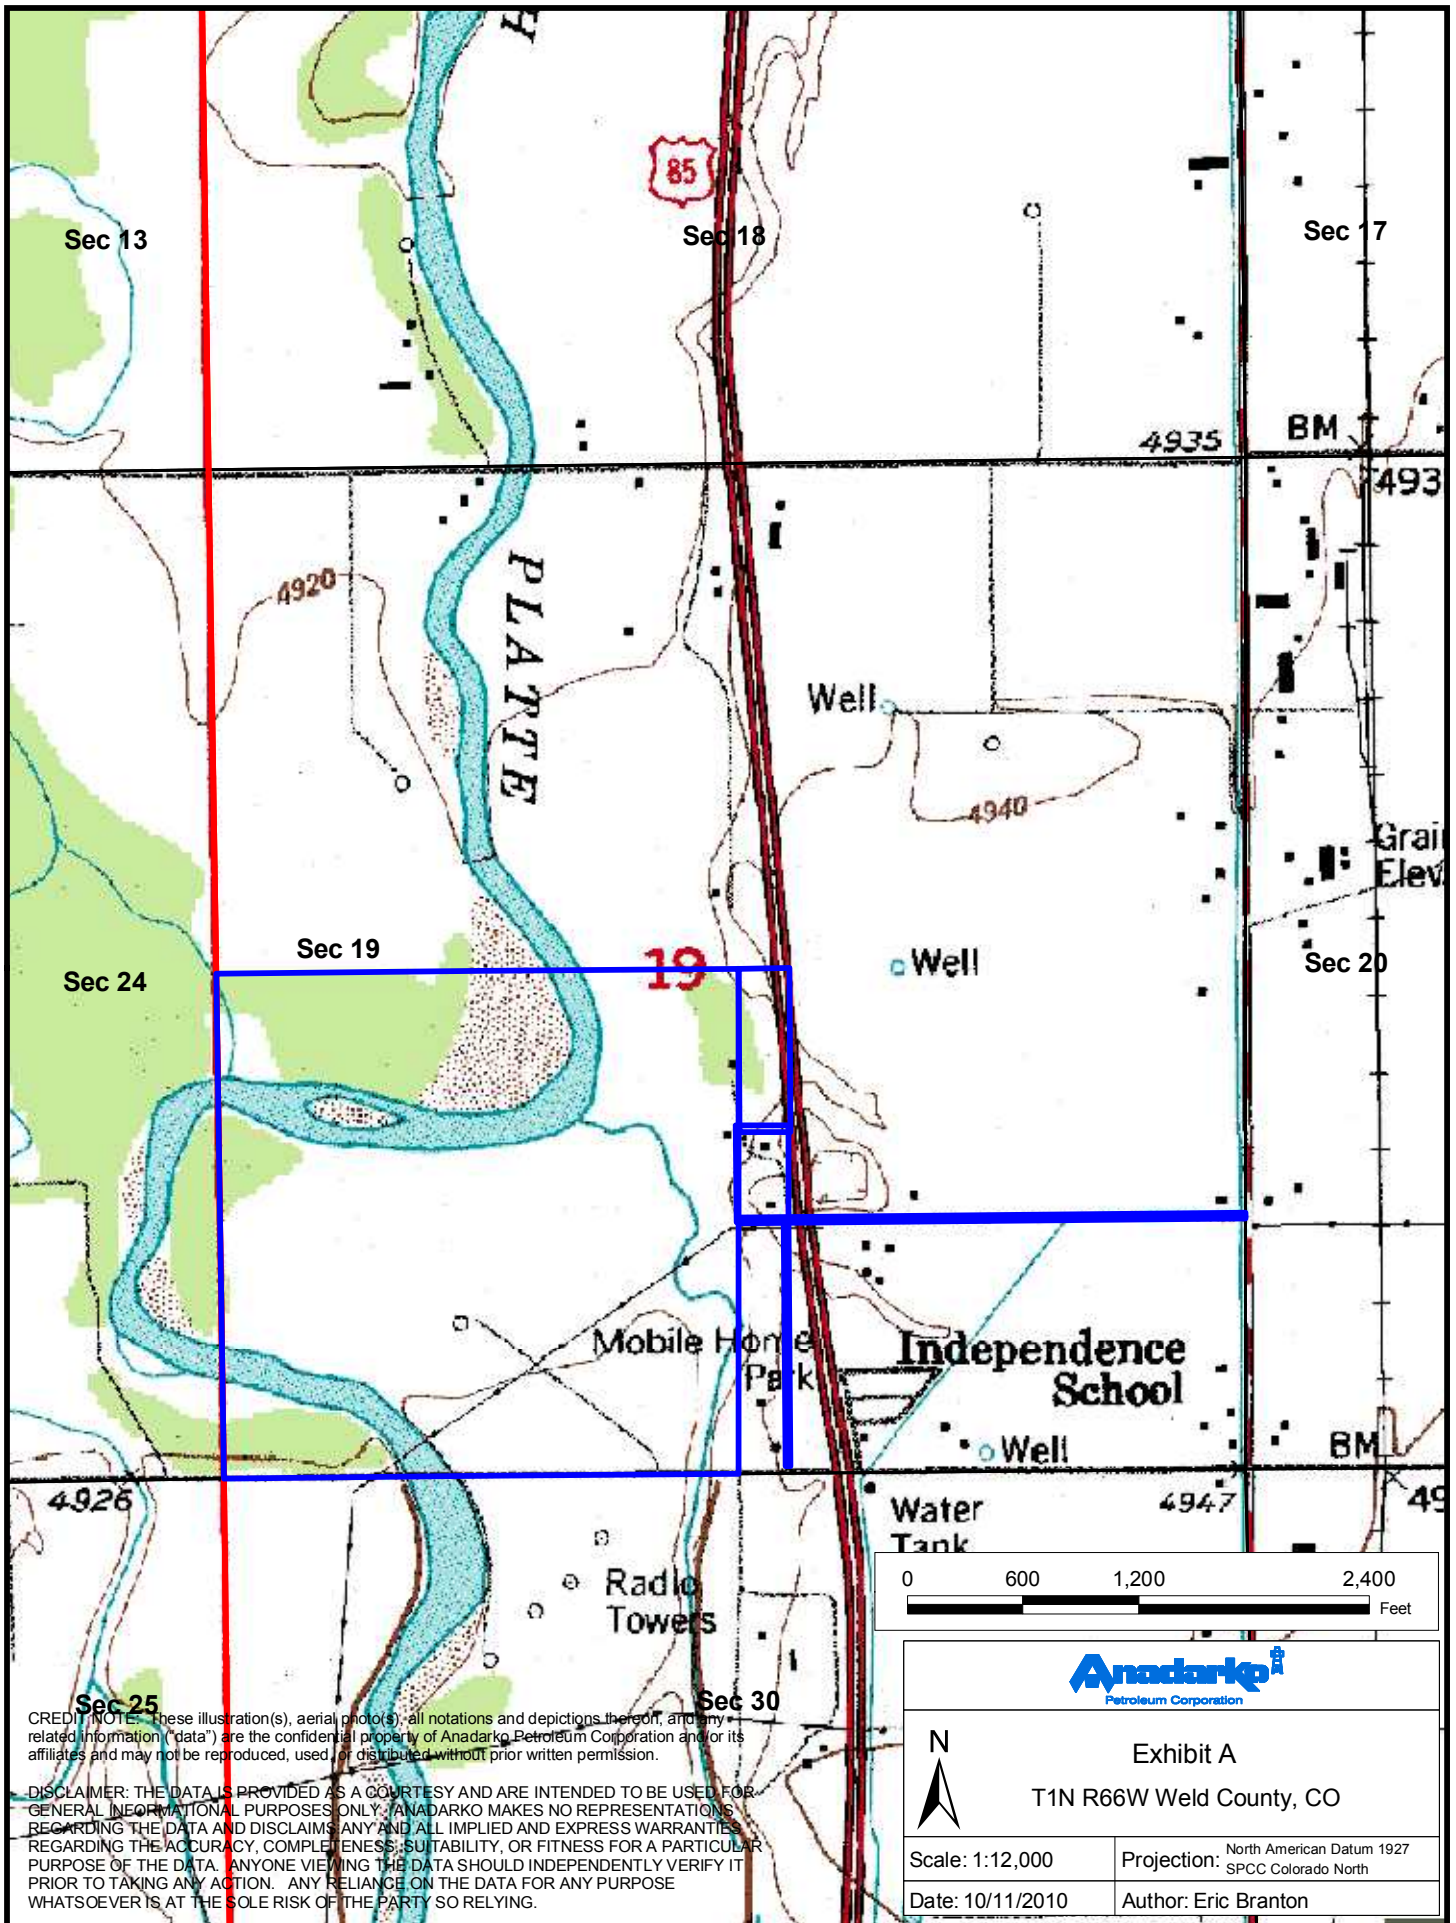 H
85
Sec 13
Sec 18
Sec 17
4935
BM
493
4920
PLATTE
Well
4940
Grai
Elev
Sec 19
19
Well
Sec 24
Sec 20
Mobile Home
Park
Independence
School
Well
BM
4926
4947
49
Water
Tank
Radio
Towers
Sec 25
Sec 30
0 600 1,200 2,400
Feet
Anadarko
Petroleum Corporation
CREDIT NOTE: These illustration(s), aerial photo(s), all notations and depictions thereon, and any
related information ("data") are the confidential property of Anadarko Petroleum Corporation and/or its
affiliates and may not be reproduced, used, or distributed without prior written permission.
DISCLAIMER: THE DATA IS PROVIDED AS A COURTESY AND ARE INTENDED TO BE USED FOR
GENERAL INFORMATIONAL PURPOSES ONLY. ANADARKO MAKES NO REPRESENTATIONS
REGARDING THE DATA AND DISCLAIMS ANY AND ALL IMPLIED AND EXPRESS WARRANTIES
REGARDING THE ACCURACY, COMPLETENESS, SUITABILITY, OR FITNESS FOR A PARTICULAR
PURPOSE OF THE DATA. ANYONE VIEWING THE DATA SHOULD INDEPENDENTLY VERIFY IT
PRIOR TO TAKING ANY ACTION. ANY RELIANCE ON THE DATA FOR ANY PURPOSE
WHATSOEVER IS AT THE SOLE RISK OF THE PARTY SO RELYING.
N
Exhibit A
T1N R66W Weld County, CO
Scale: 1:12,000
Projection: North American Datum 1927
SPCC Colorado North
Date: 10/11/2010
Author: Eric Branton